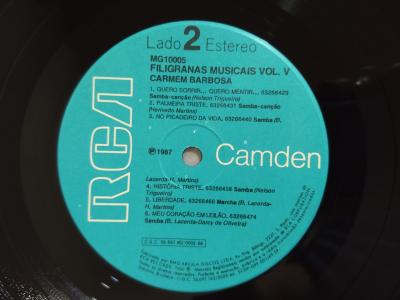 Lado 2 Estereo
MG10005
FILIGRANAS MUSICAIS VOL. V
CARMEM BARBOSA
1. QUERO SORRIR... QUERO MENTIR... 63266423
Samba-canção (Nelson Trigueiro)
2. PALMEIRA TRISTE, 63266431 Samba-canção
(Herivelto Martins)
3. NO PICADEIRO DA VIDA, 63266440 Samba (B.
℗ 1987
RCA Camden
Lacerda-H. Martins)
4. HISTÓRIA TRISTE, 63266458 Samba (Nelson
Trigueiro)
5. LIBERDADE, 63266466 Marcha (B. Lacerda-
H. Martins)
6. MEU CORAÇÃO EM LEILÃO, 63266474
Samba (B. Lacerda-Darcy de Oliveira)